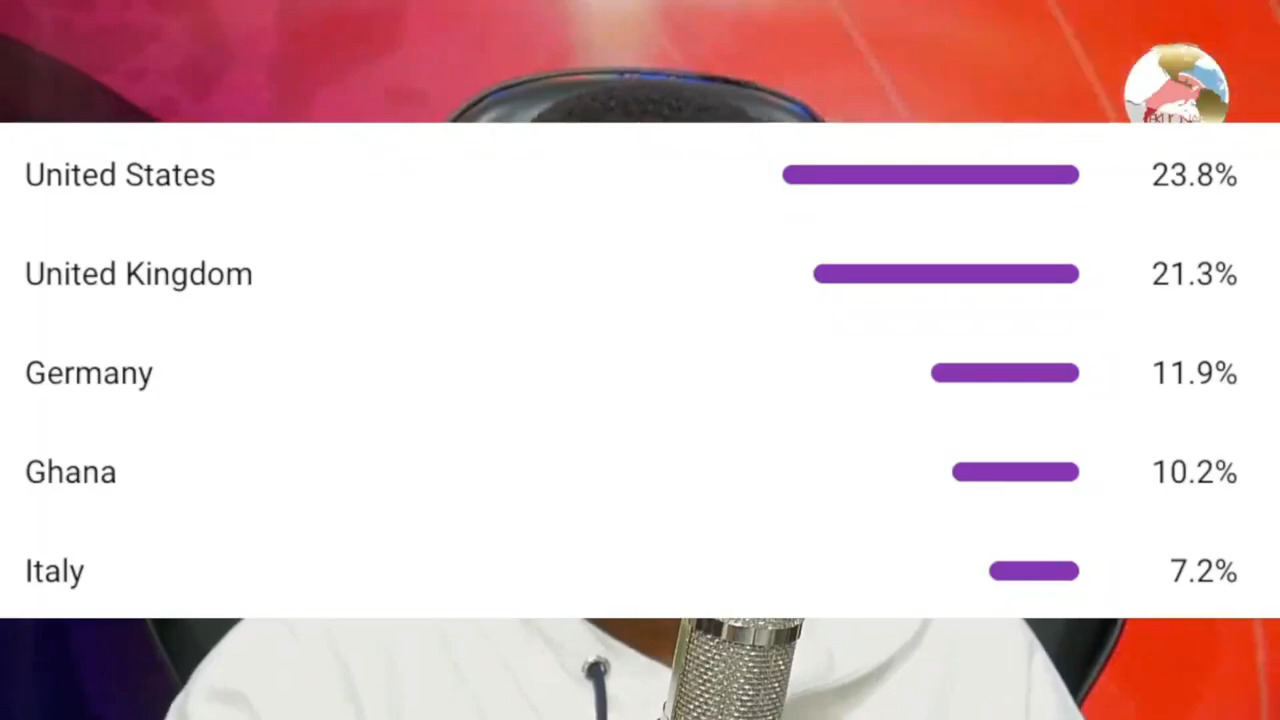 United States 23.8%
United Kingdom 21.3%
Germany 11.9%
Ghana 10.2%
Italy 7.2%